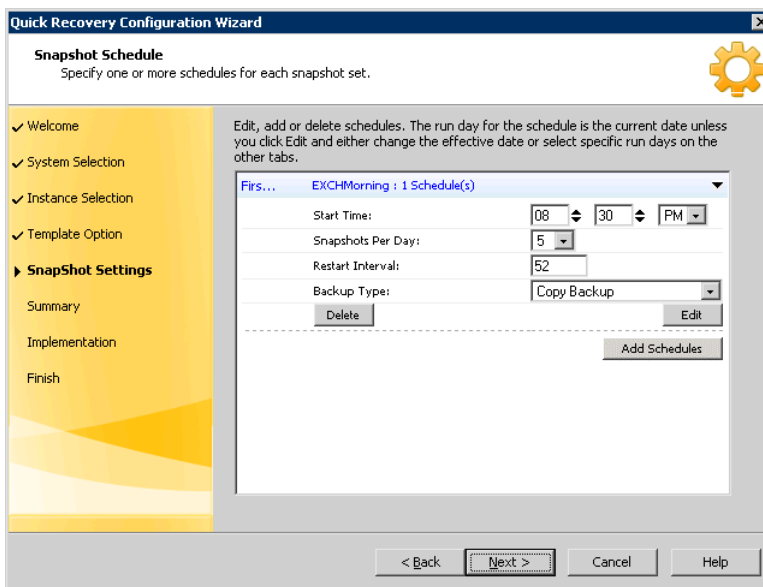 Quick Recovery Configuration Wizard
Snapshot Schedule
Specify one or more schedules for each snapshot set.
Welcome
System Selection
Instance Selection
Template Option
SnapShot Settings
Summary
Implementation
Finish
Edit, add or delete schedules. The run day for the schedule is the current date unless
you click Edit and either change the effective date or select specific run days on the
other tabs.
Firs... EXCHMorning : 1 Schedule(s)
Start Time: 08 30 PM
Snapshots Per Day: 5
Restart Interval: 52
Backup Type: Copy Backup
Delete Edit
Add Schedules
< Back Next > Cancel Help